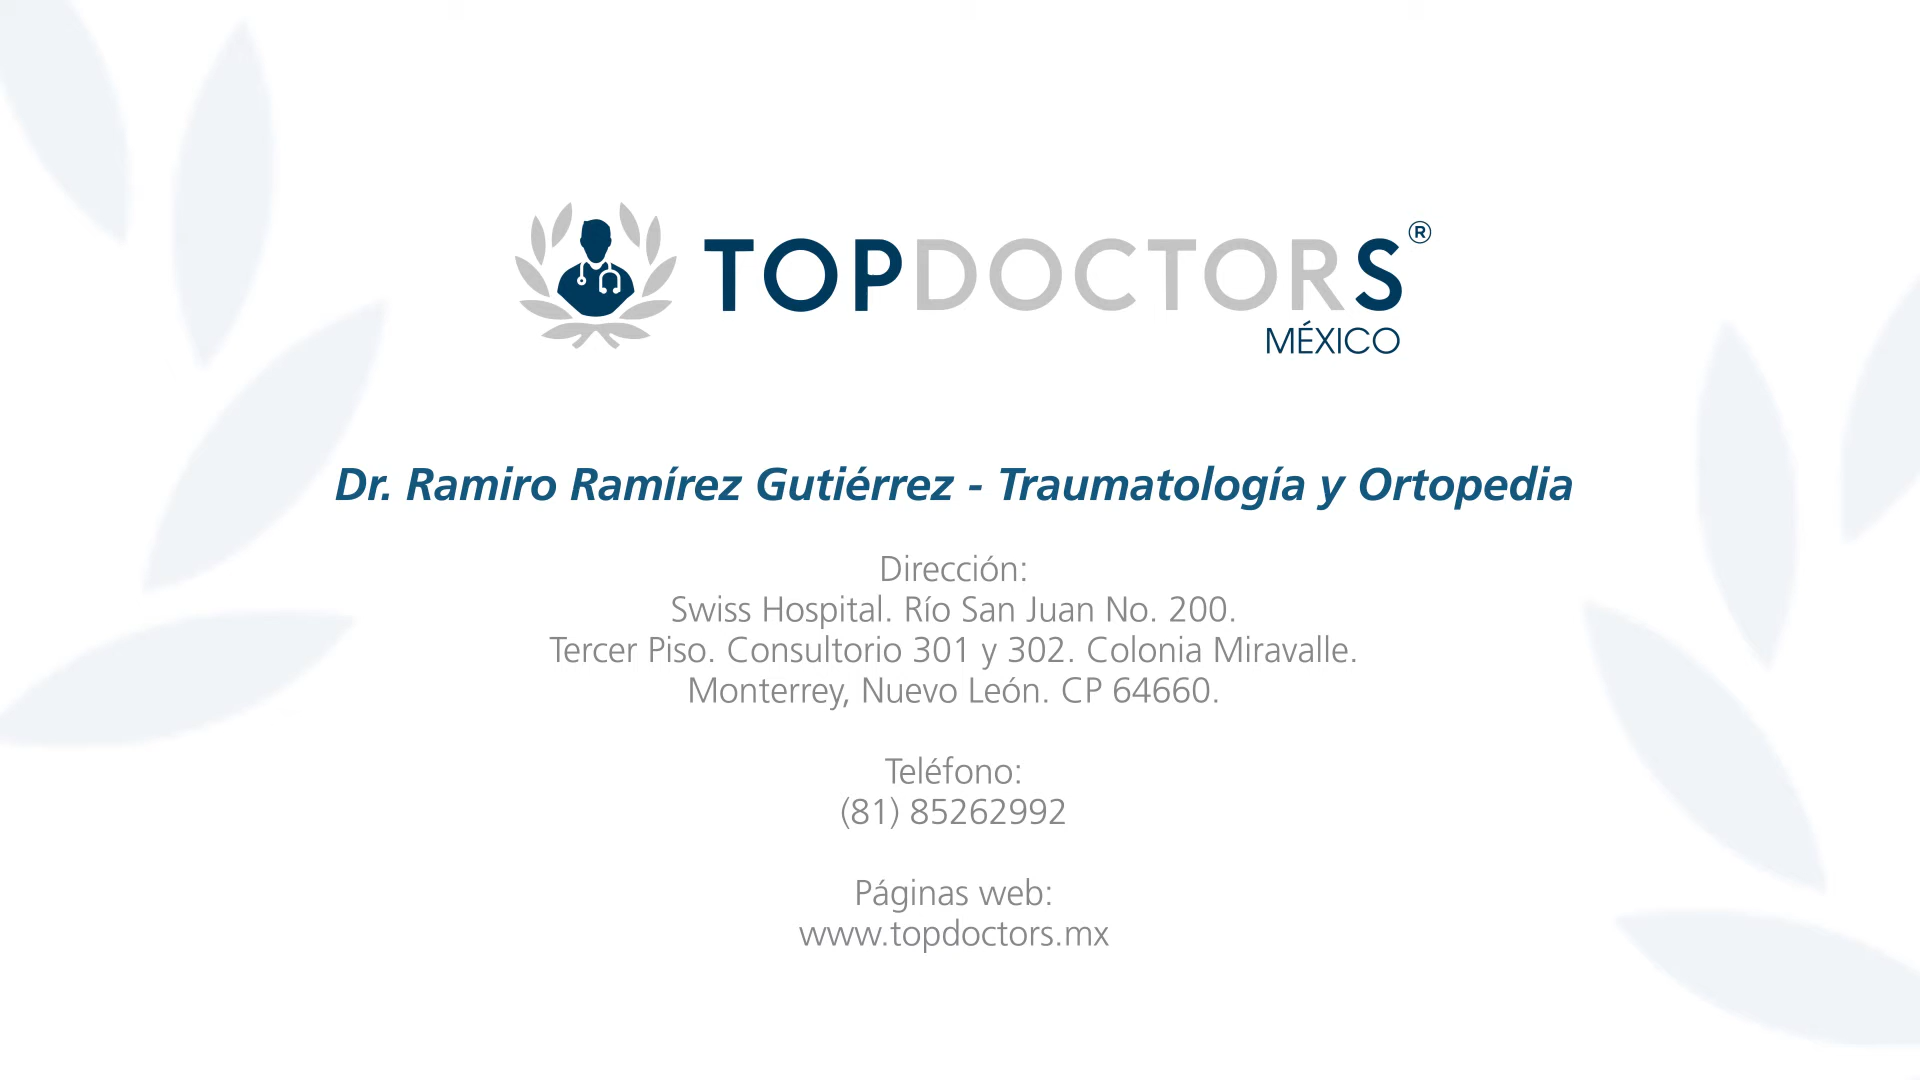 TOPDOCTORS®
MÉXICO
Dr. Ramiro Ramírez Gutiérrez - Traumatología y Ortopedia
Dirección:
Swiss Hospital. Río San Juan No. 200.
Tercer Piso. Consultorio 301 y 302. Colonia Miravalle.
Monterrey, Nuevo León. CP 64660.
Teléfono:
(81) 85262992
Páginas web:
www.topdoctors.mx